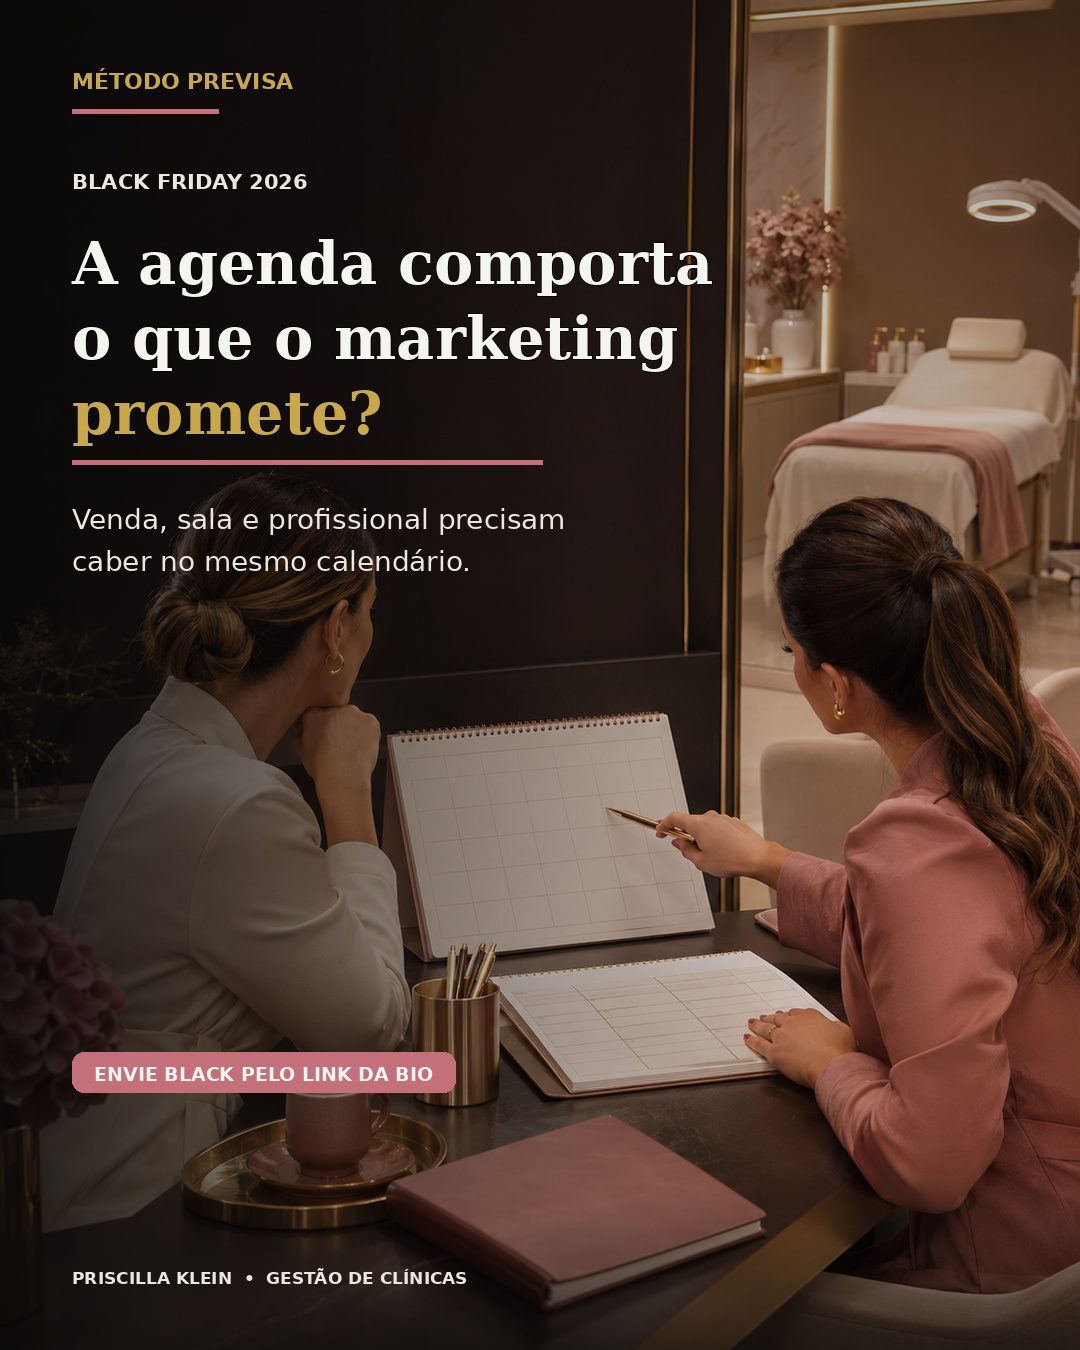 MÉTODO PREVISA
BLACK FRIDAY 2026
A agenda comporta
o que o marketing
promete?
Venda, sala e profissional precisam
caber no mesmo calendário.
ENVIE BLACK PELO LINK DA BIO
PRISCILLA KLEIN • GESTÃO DE CLÍNICAS